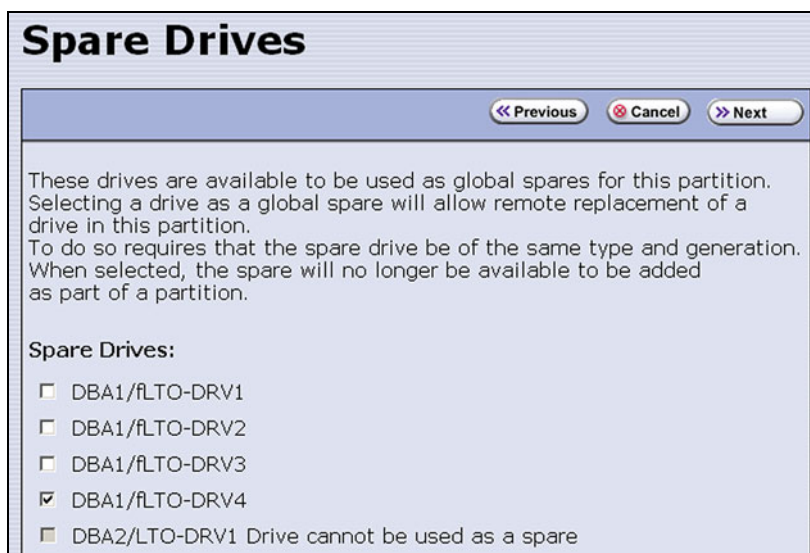 Spare Drives
Previous Cancel Next
These drives are available to be used as global spares for this partition.
Selecting a drive as a global spare will allow remote replacement of a
drive in this partition.
To do so requires that the spare drive be of the same type and generation.
When selected, the spare will no longer be available to be added
as part of a partition.
Spare Drives:
DBA1/fLTO-DRV1
DBA1/fLTO-DRV2
DBA1/fLTO-DRV3
DBA1/fLTO-DRV4
DBA2/LTO-DRV1 Drive cannot be used as a spare